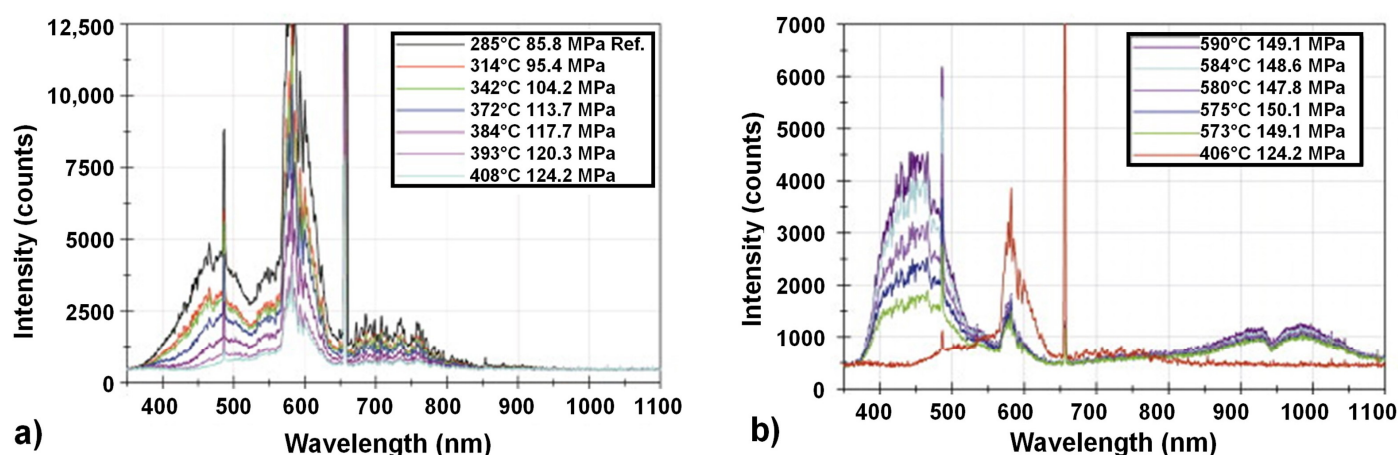 12,500
10,000
7500
5000
2500
0
Intensity (counts)
285°C 85.8 MPa Ref.
314°C 95.4 MPa
342°C 104.2 MPa
372°C 113.7 MPa
384°C 117.7 MPa
393°C 120.3 MPa
408°C 124.2 MPa
400 500 600 700 800 900 1000 1100
Wavelength (nm)
a)
7000
6000
5000
4000
3000
2000
1000
0
Intensity (counts)
590°C 149.1 MPa
584°C 148.6 MPa
580°C 147.8 MPa
575°C 150.1 MPa
573°C 149.1 MPa
406°C 124.2 MPa
400 500 600 700 800 900 1000 1100
Wavelength (nm)
b)